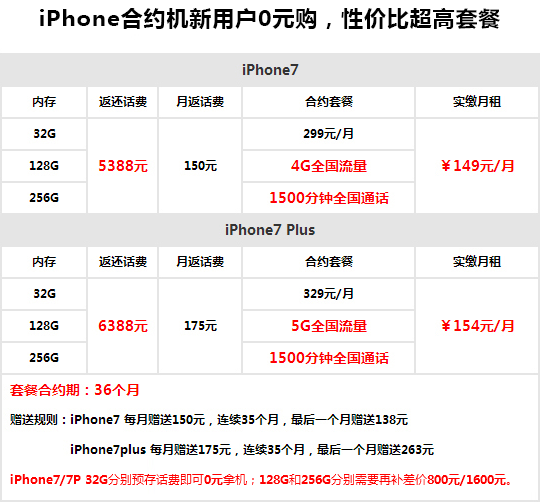 iPhone合约机新用户0元购，性价比超高套餐
iPhone7
内存 返还话费 月返话费 合约套餐 实缴月租
32G 299元/月
128G 5388元 150元 4G全国流量 ￥149元/月
256G 1500分钟全国通话
iPhone7 Plus
内存 返还话费 月返话费 合约套餐 实缴月租
32G 329元/月
128G 6388元 175元 5G全国流量 ￥154元/月
256G 1500分钟全国通话
套餐合约期：36个月
赠送规则：iPhone7 每月赠送150元，连续35个月，最后一个月赠送138元
iPhone7plus 每月赠送175元，连续35个月，最后一个月赠送263元
iPhone7/7P 32G分别预存话费即可0元拿机；128G和256G分别需要再补差价800元/1600元。